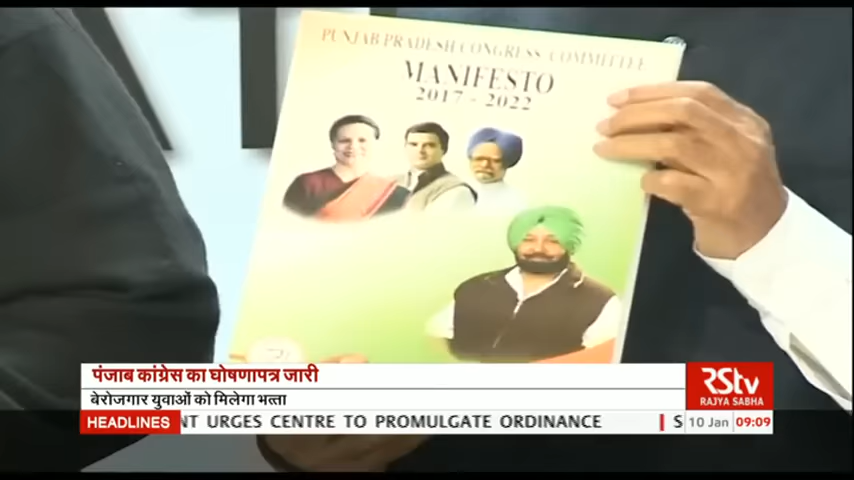 PUNJAB PRADESH CONGRESS COMMITTEE
MANIFESTO
2017 - 2022
पंजाब कांग्रेस का घोषणापत्र जारी
बेरोजगार युवाओं को मिलेगा भत्ता
RStv
RAJYA SABHA
HEADLINES NT URGES CENTRE TO PROMULGATE ORDINANCE S 10 Jan 09:09